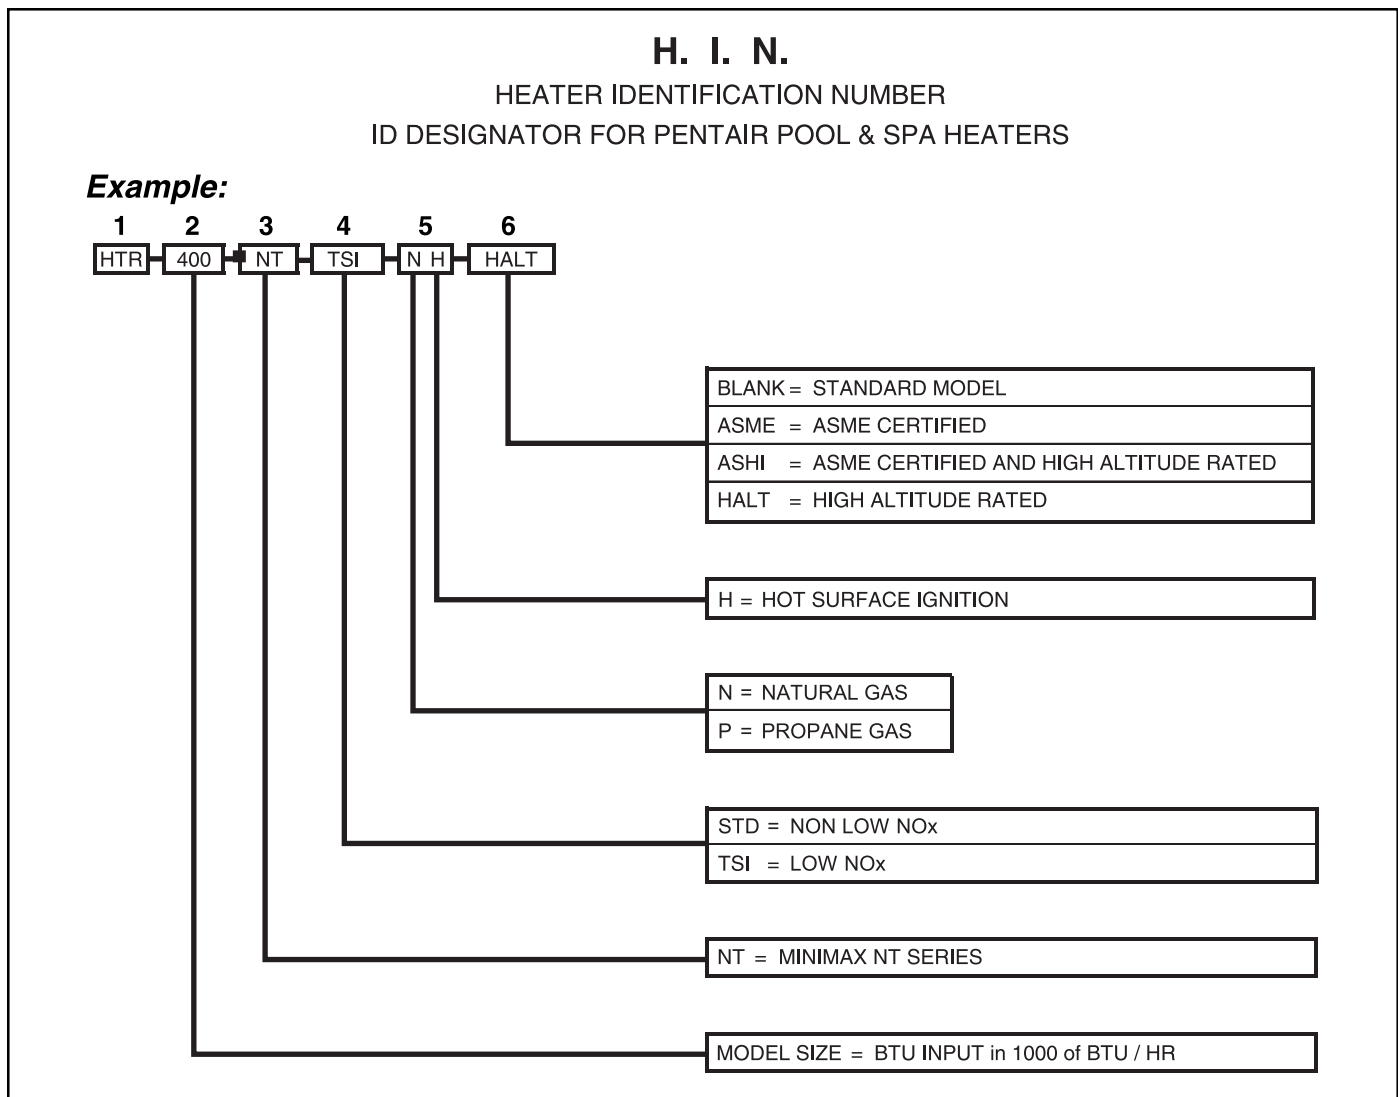 H. I. N.
HEATER IDENTIFICATION NUMBER
ID DESIGNATOR FOR PENTAIR POOL & SPA HEATERS
Example:
1 2 3 4 5 6
HTR 400 NT TSI N H HALT
BLANK = STANDARD MODEL
ASME = ASME CERTIFIED
ASHI = ASME CERTIFIED AND HIGH ALTITUDE RATED
HALT = HIGH ALTITUDE RATED
H = HOT SURFACE IGNITION
N = NATURAL GAS
P = PROPANE GAS
STD = NON LOW NOx
TSI = LOW NOx
NT = MINIMAX NT SERIES
MODEL SIZE = BTU INPUT in 1000 of BTU / HR